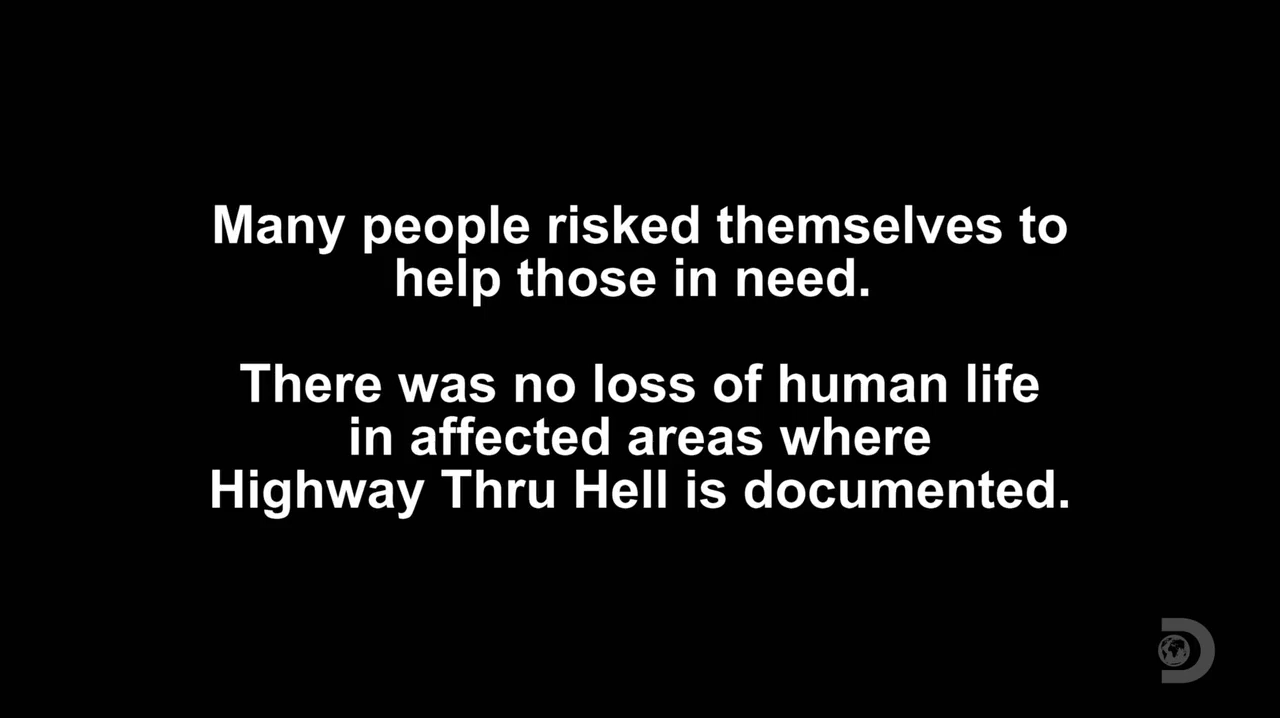 Many people risked themselves to
help those in need.
There was no loss of human life
in affected areas where
Highway Thru Hell is documented.